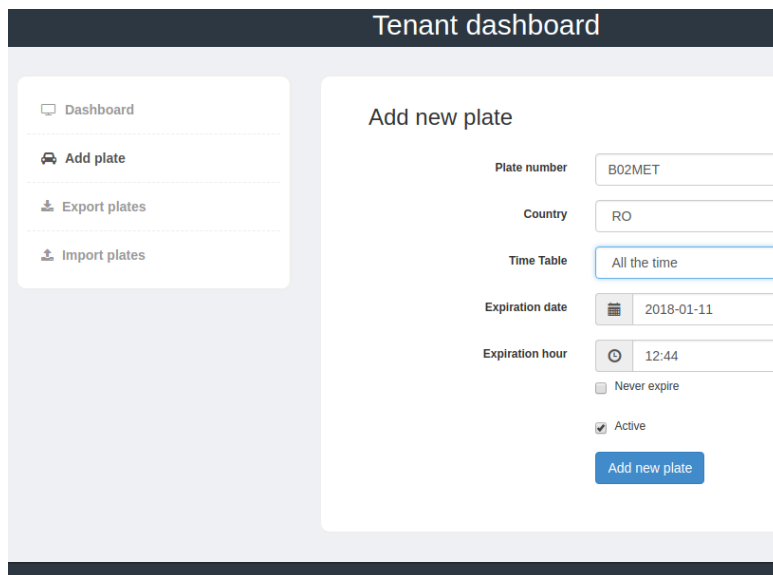 Tenant dashboard
Dashboard
Add plate
Export plates
Import plates
Add new plate
Plate number B02MET
Country RO
Time Table All the time
Expiration date 2018-01-11
Expiration hour 12:44
Never expire
Active
Add new plate